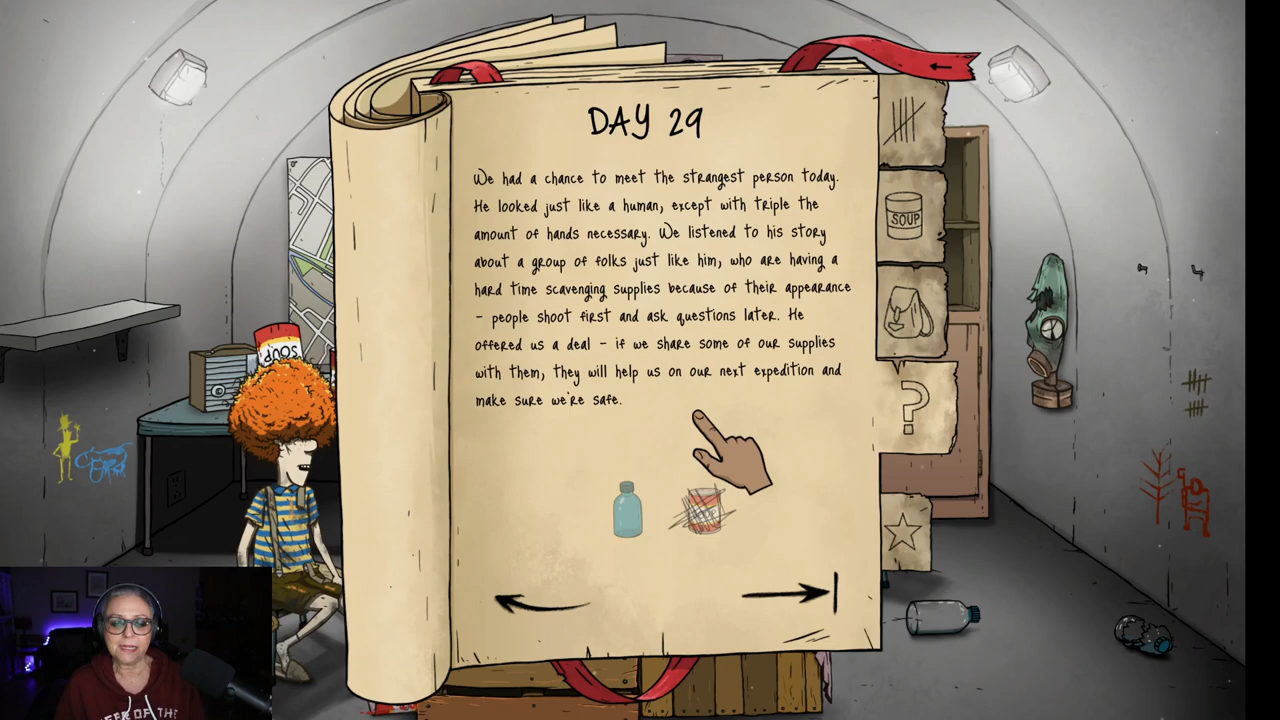 DAY 29
We had a chance to meet the strangest person today.
He looked just like a human, except with triple the
amount of hands necessary. We listened to his story
about a group of folks just like him, who are having a
hard time scavenging supplies because of their appearance
- people shoot first and ask questions later. He
offered us a deal - if we share some of our supplies
with them, they will help us on our next expedition and
make sure we're safe.
SOUP
SOUP